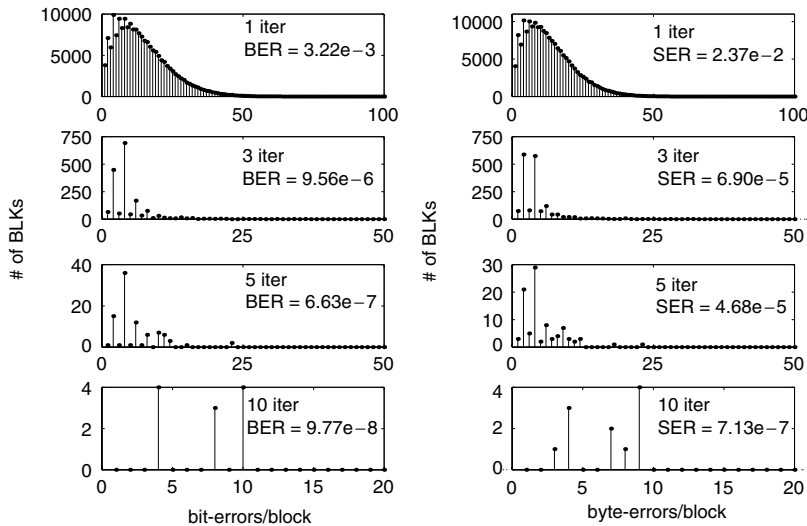 # of BLKs
10000
5000
0
1 iter
BER = 3.22e−3
0
50
100
750
500
250
0
3 iter
BER = 9.56e−6
0
25
50
40
20
0
5 iter
BER = 6.63e−7
0
25
50
4
2
0
10 iter
BER = 9.77e−8
0
5
10
15
20
bit-errors/block
# of BLKs
10000
5000
0
1 iter
SER = 2.37e−2
0
50
100
750
500
250
0
3 iter
SER = 6.90e−5
0
25
50
30
20
10
0
5 iter
SER = 4.68e−5
0
25
50
4
2
0
10 iter
SER = 7.13e−7
0
5
10
15
20
byte-errors/block